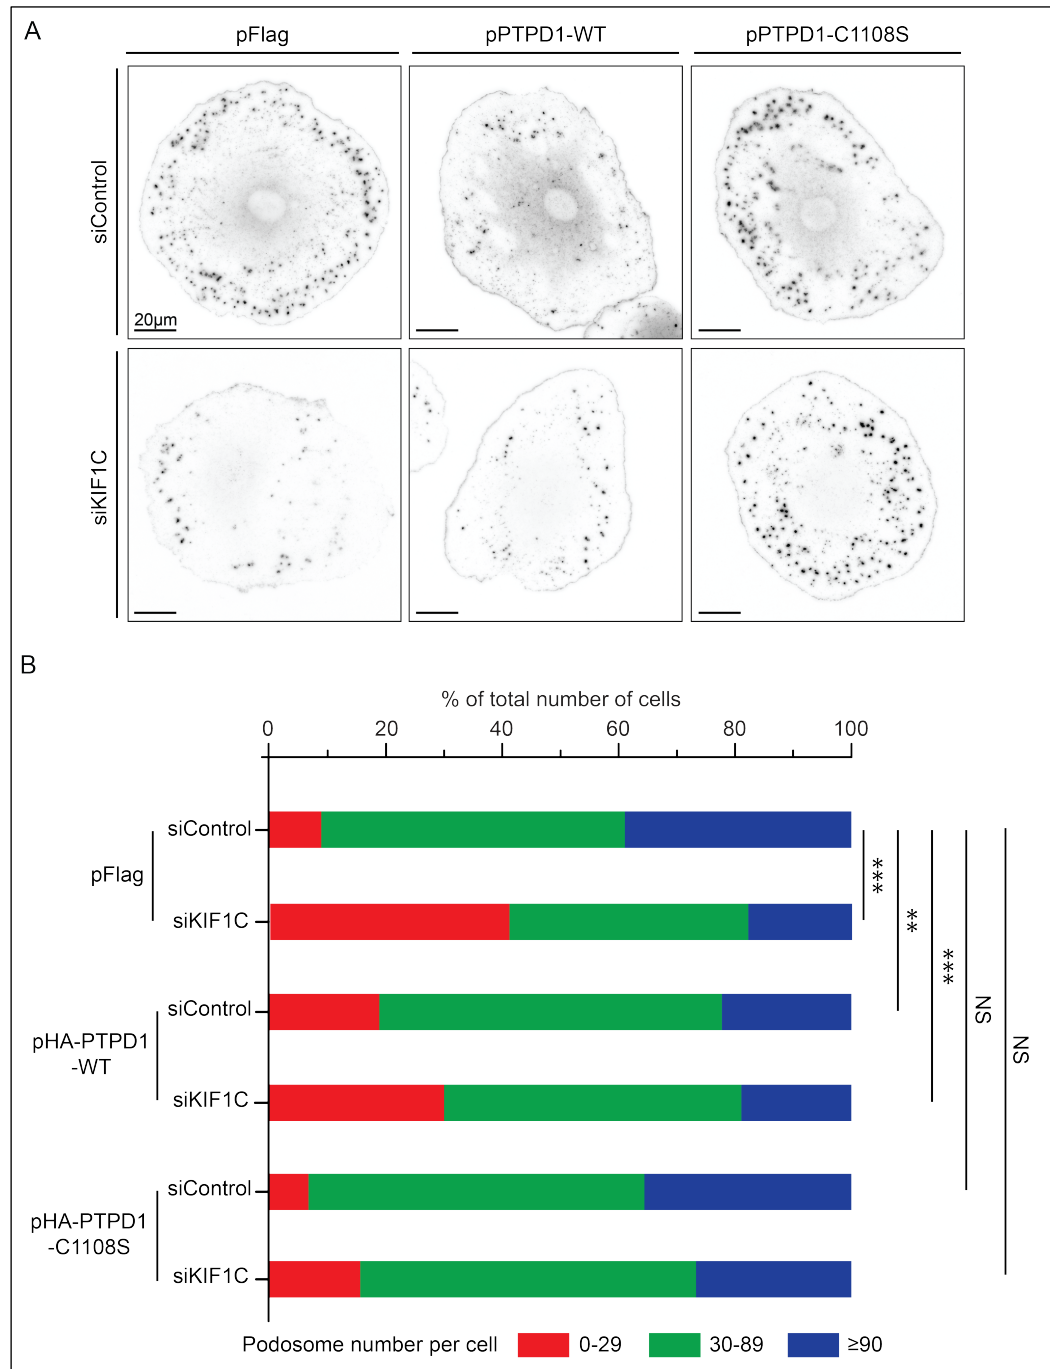 A
pFlag pPTPD1-WT pPTPD1-C1108S
siControl
20µm
siKIF1C
B
% of total number of cells
0 20 40 60 80 100
pFlag
siControl
siKIF1C
pHA-PTPD1
-WT
siControl
siKIF1C
pHA-PTPD1
-C1108S
siControl
siKIF1C
***
**
***
NS
NS
Podosome number per cell 0-29 30-89 ≥90